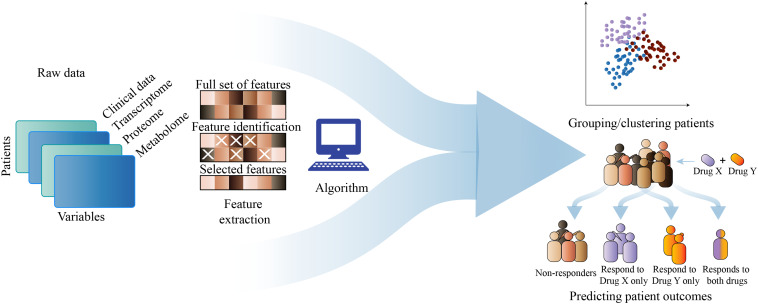 Raw data
Clinical data
Transcriptome
Proteome
Metabolome
Patients
Variables
Full set of features
Feature identification
Selected features
Feature
extraction
Algorithm
Grouping/clustering patients
+
Drug X
Drug Y
Non-responders
Respond to
Drug X only
Respond to
Drug Y only
Responds to
both drugs
Predicting patient outcomes